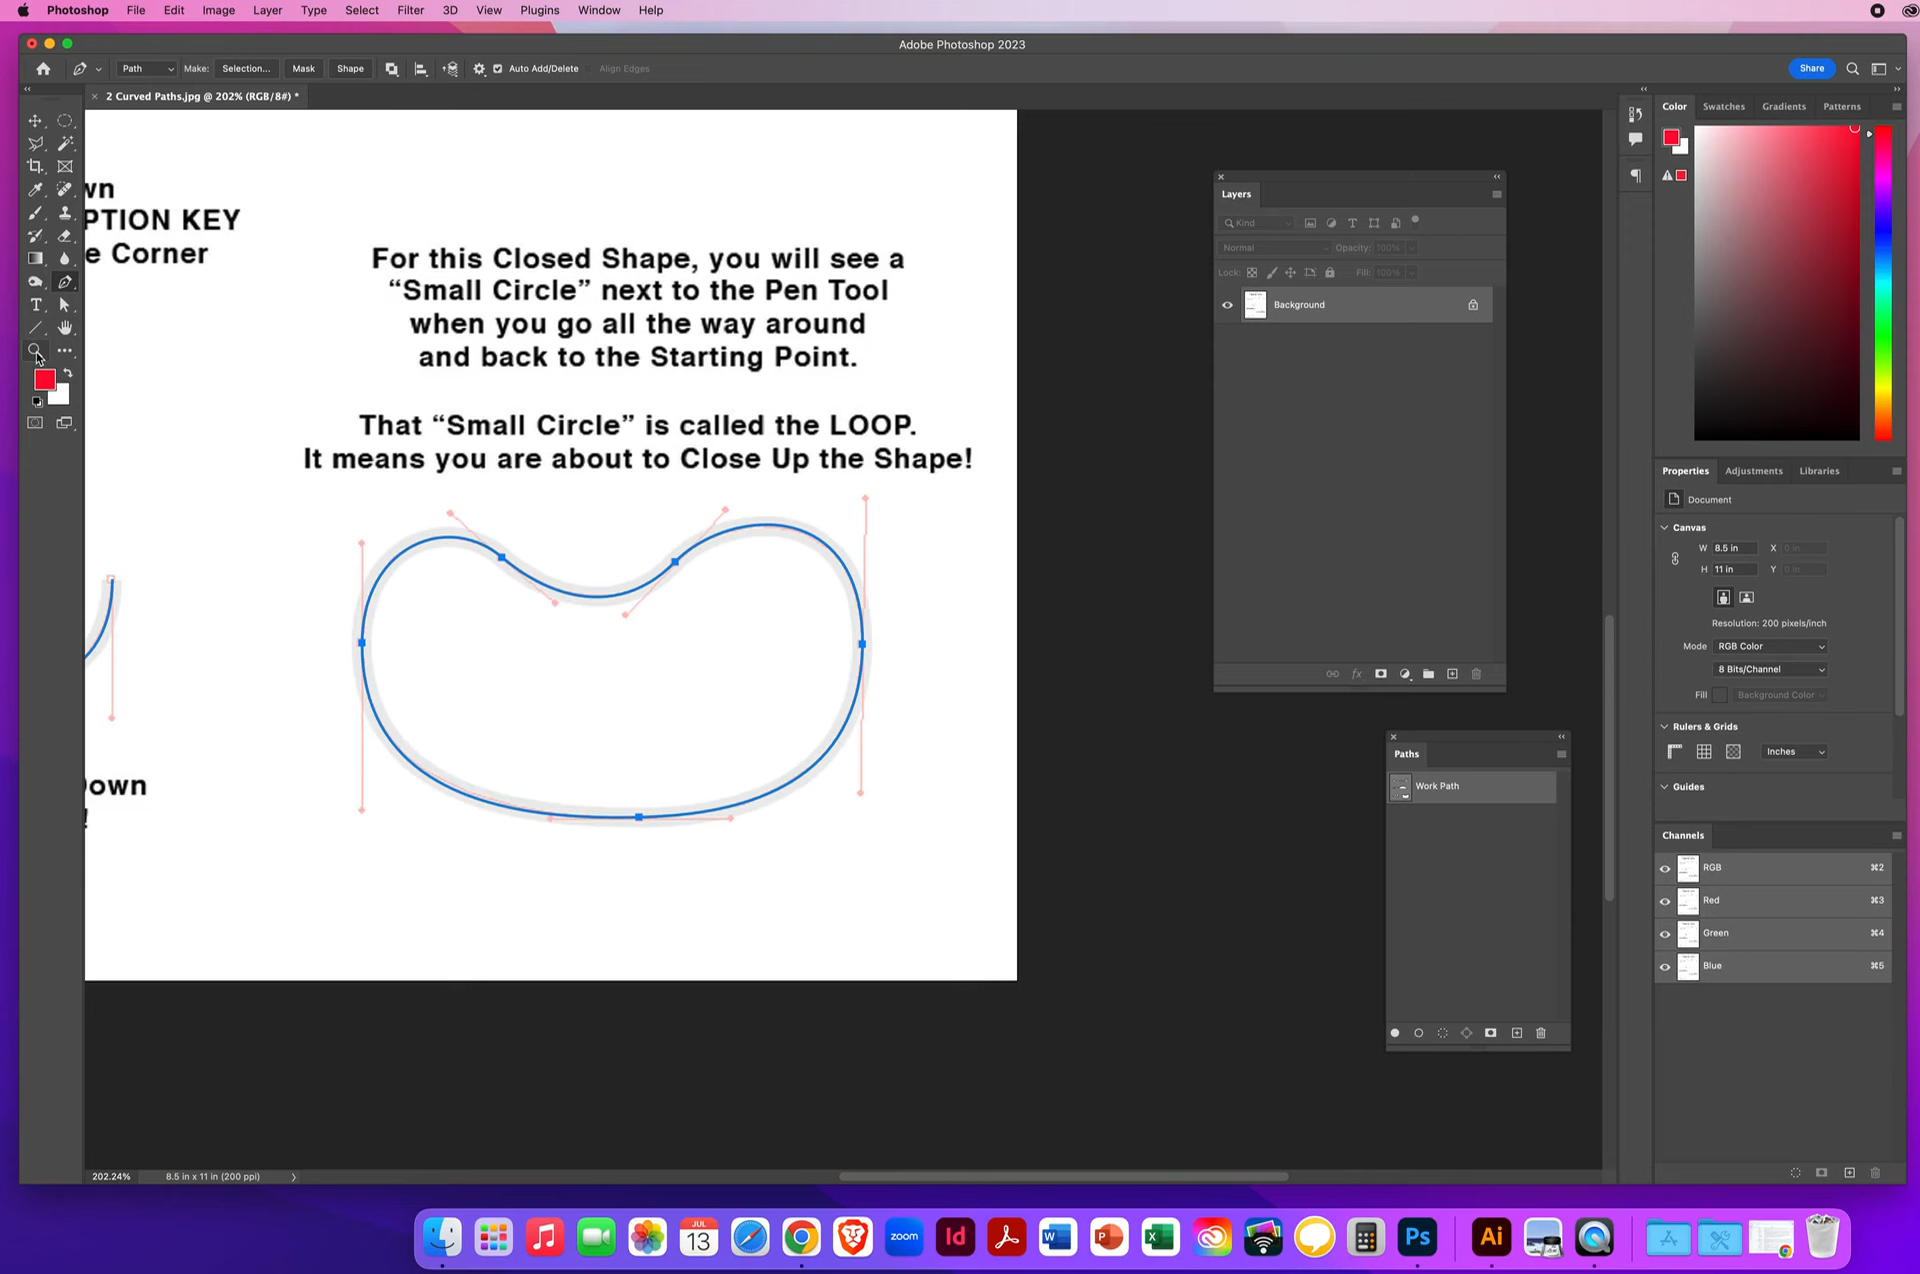 Photoshop File Edit Image Layer Type Select Filter 3D View Plugins Window Help
Adobe Photoshop 2023
Path Make: Selection... Mask Shape Auto Add/Delete Align Edges Share
2 Curved Paths.jpg @ 202% (RGB/8#) *
wn
PTION KEY
e Corner
For this Closed Shape, you will see a
“Small Circle” next to the Pen Tool
when you go all the way around
and back to the Starting Point.
That “Small Circle” is called the LOOP.
It means you are about to Close Up the Shape!
own
!
202.24% 8.5 in x 11 in (200 ppi)
Layers
Kind
Normal Opacity: 100%
Lock: Fill: 100%
Background
Paths
Work Path
Color Swatches Gradients Patterns
Properties Adjustments Libraries
Document
Canvas
W 8.5 in X 0 in
H 11 in Y 0 in
Resolution: 200 pixels/inch
Mode RGB Color
8 Bits/Channel
Fill Background Color
Rulers & Grids
Inches
Guides
Channels
RGB ⌘2
Red ⌘3
Green ⌘4
Blue ⌘5
JUL
13
zoom
Id
W
P
X
Ps
Ai